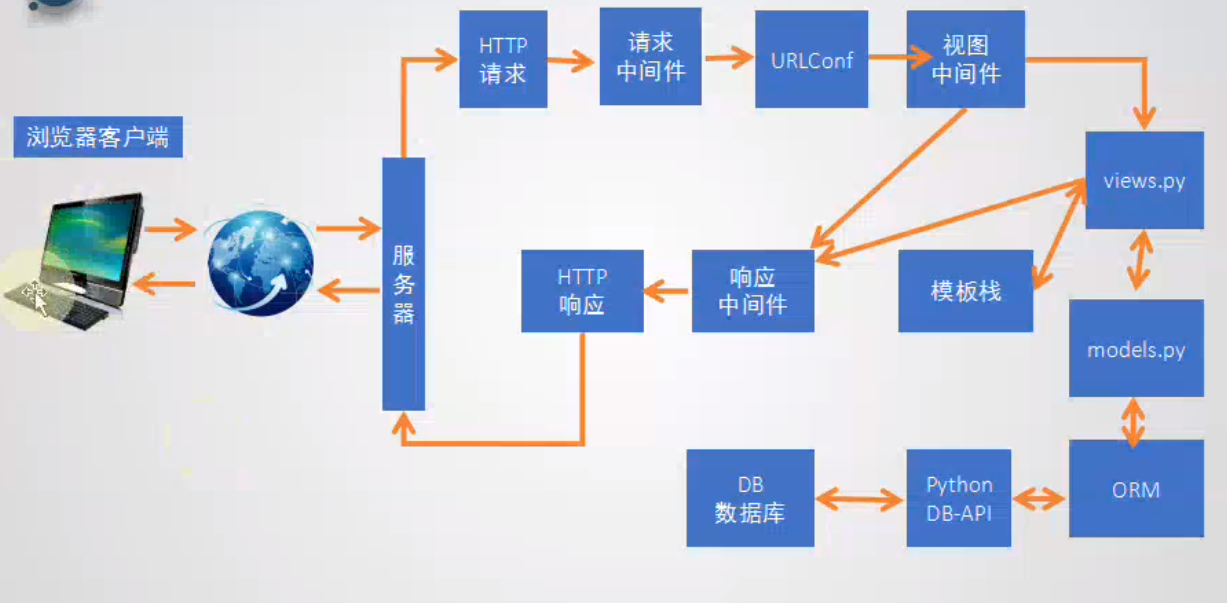 HTTP
请求
请求
中间件
URLConf
视图
中间件
浏览器客户端
views.py
服
务
器
HTTP
响应
响应
中间件
模板栈
models.py
DB
数据库
Python
DB-API
ORM